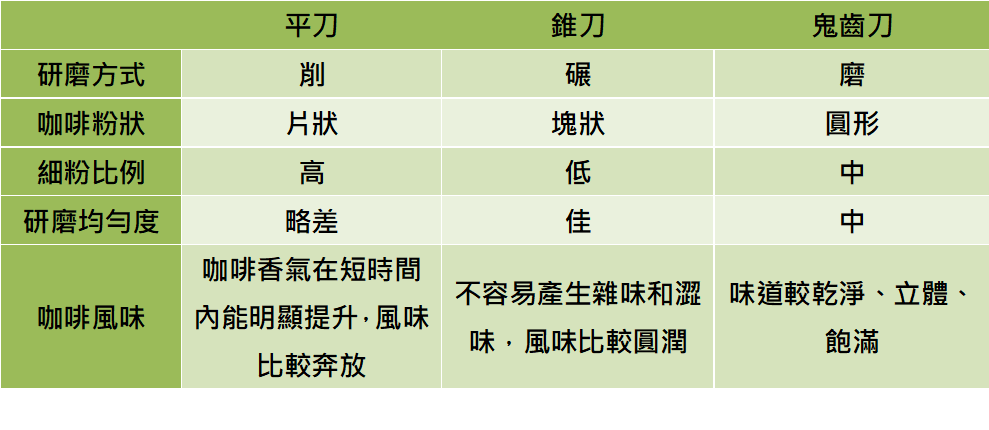 平刀 錐刀 鬼齒刀
研磨方式 削 碾 磨
咖啡粉狀 片狀 塊狀 圓形
細粉比例 高 低 中
研磨均勻度 略差 佳 中
咖啡風味
咖啡香氣在短時間
內能明顯提升，風味
比較奔放
不容易產生雜味和澀
味，風味比較圓潤
味道較乾淨、立體、
飽滿